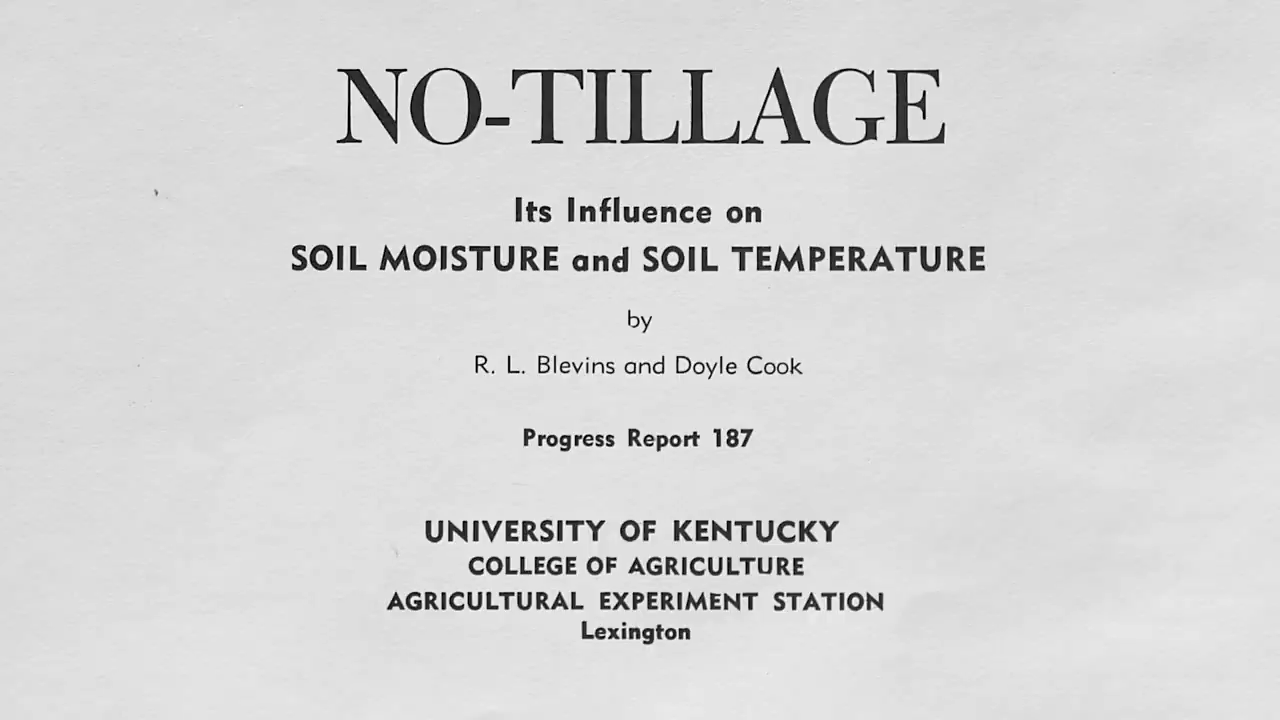 NO-TILLAGE
Its Influence on
SOIL MOISTURE and SOIL TEMPERATURE
by
R. L. Blevins and Doyle Cook
Progress Report 187
UNIVERSITY OF KENTUCKY
COLLEGE OF AGRICULTURE
AGRICULTURAL EXPERIMENT STATION
Lexington